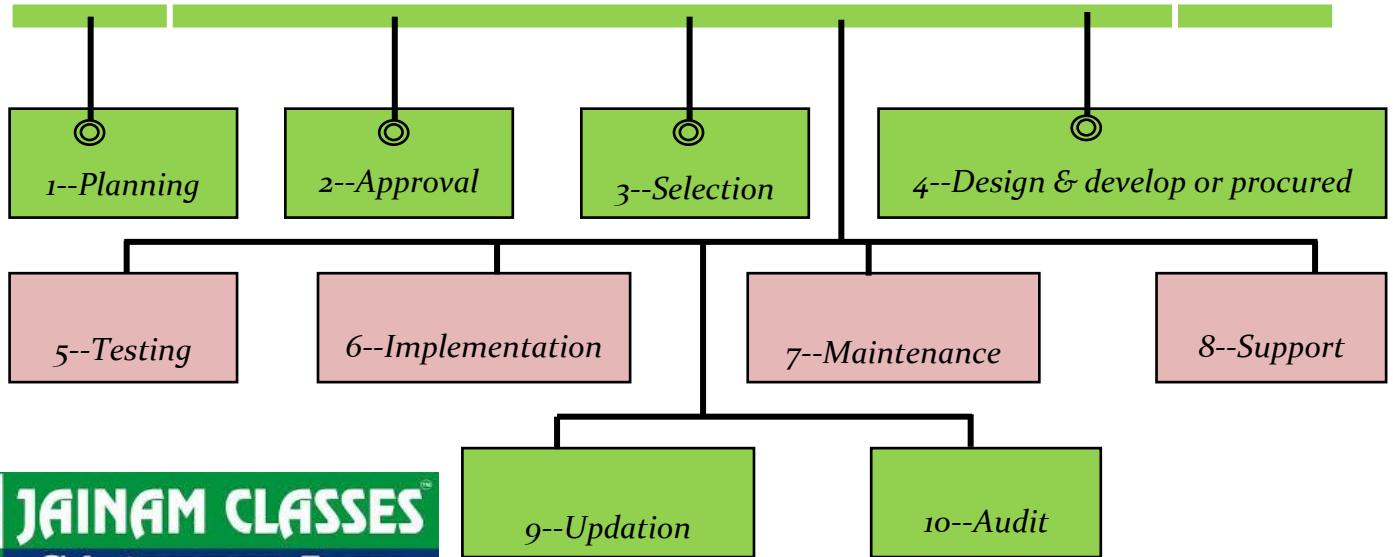 1--Planning
2--Approval
3--Selection
4--Design & develop or procured
5--Testing
6--Implementation
7--Maintenance
8--Support
9--Updation
10--Audit
JAINAM CLASSES